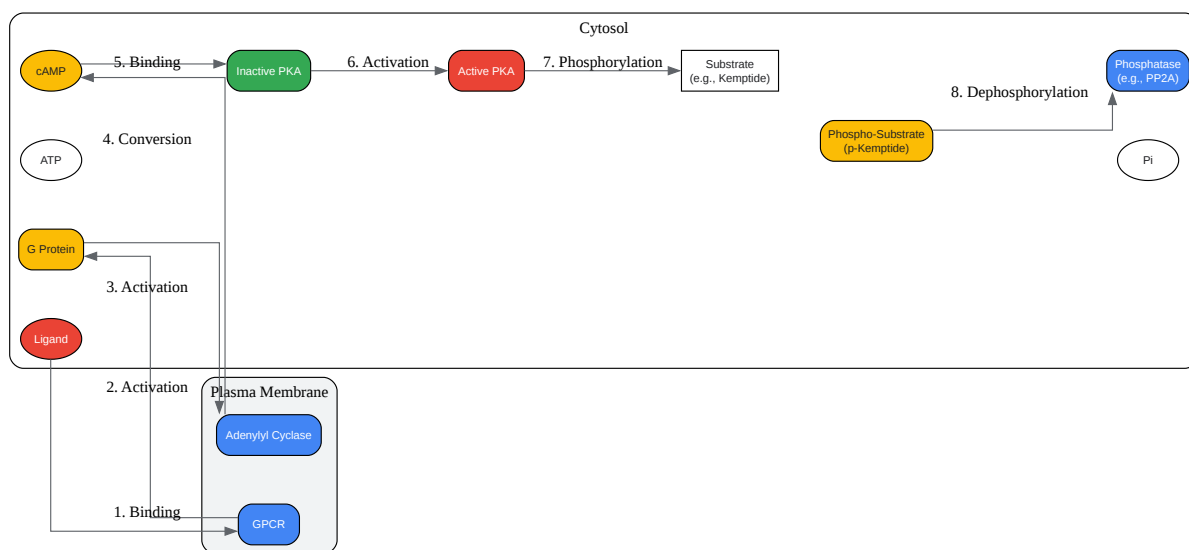 Cytosol
cAMP
5. Binding
Inactive PKA
6. Activation
Active PKA
7. Phosphorylation
Substrate
(e.g., Kemptide)
Phosphatase
(e.g., PP2A)
8. Dephosphorylation
4. Conversion
Phospho-Substrate
(p-Kemptide)
ATP
Pi
G Protein
3. Activation
Ligand
2. Activation
Plasma Membrane
Adenylyl Cyclase
1. Binding
GPCR